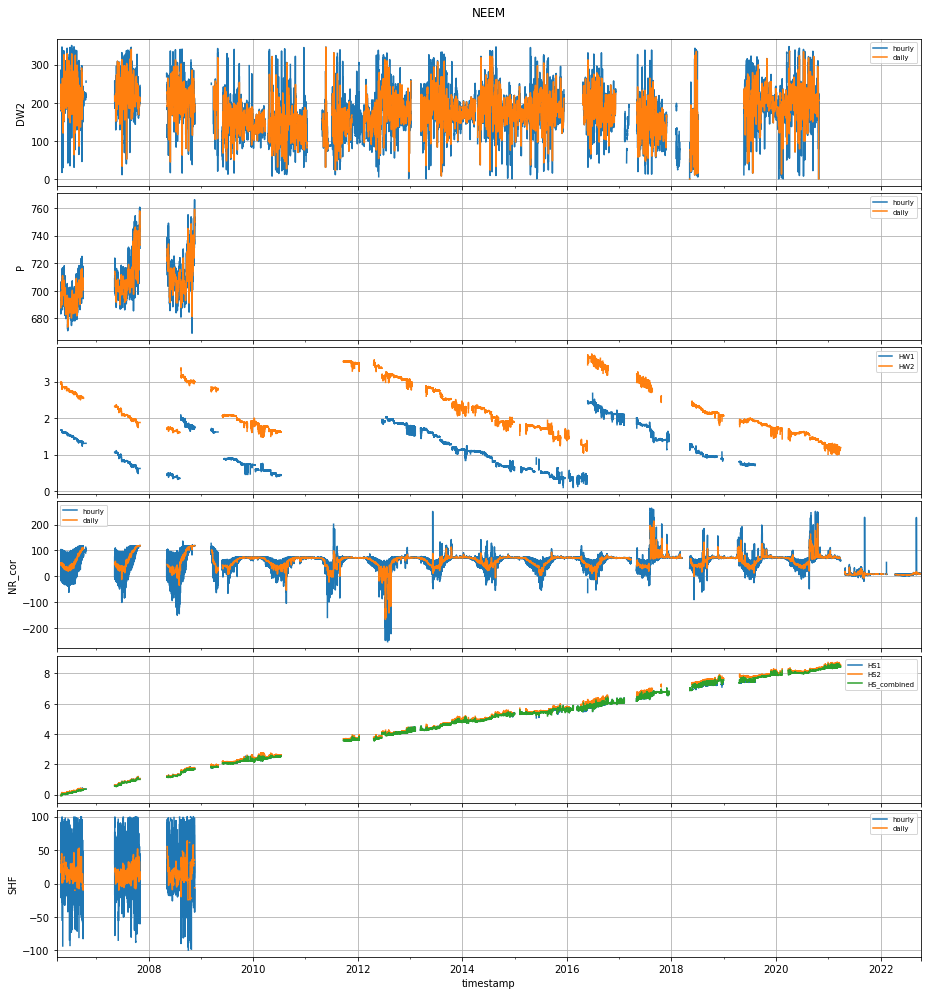 NEEM
300
200
100
0
DW2
hourly
daily
760
740
720
700
680
P
hourly
daily
3
2
1
0
HW1
HW2
200
100
0
−100
−200
NR_cor
hourly
daily
8
6
4
2
0
HS1
HS2
HS_combined
100
50
0
−50
−100
SHF
hourly
daily
2008 2010 2012 2014 2016 2018 2020 2022
timestamp